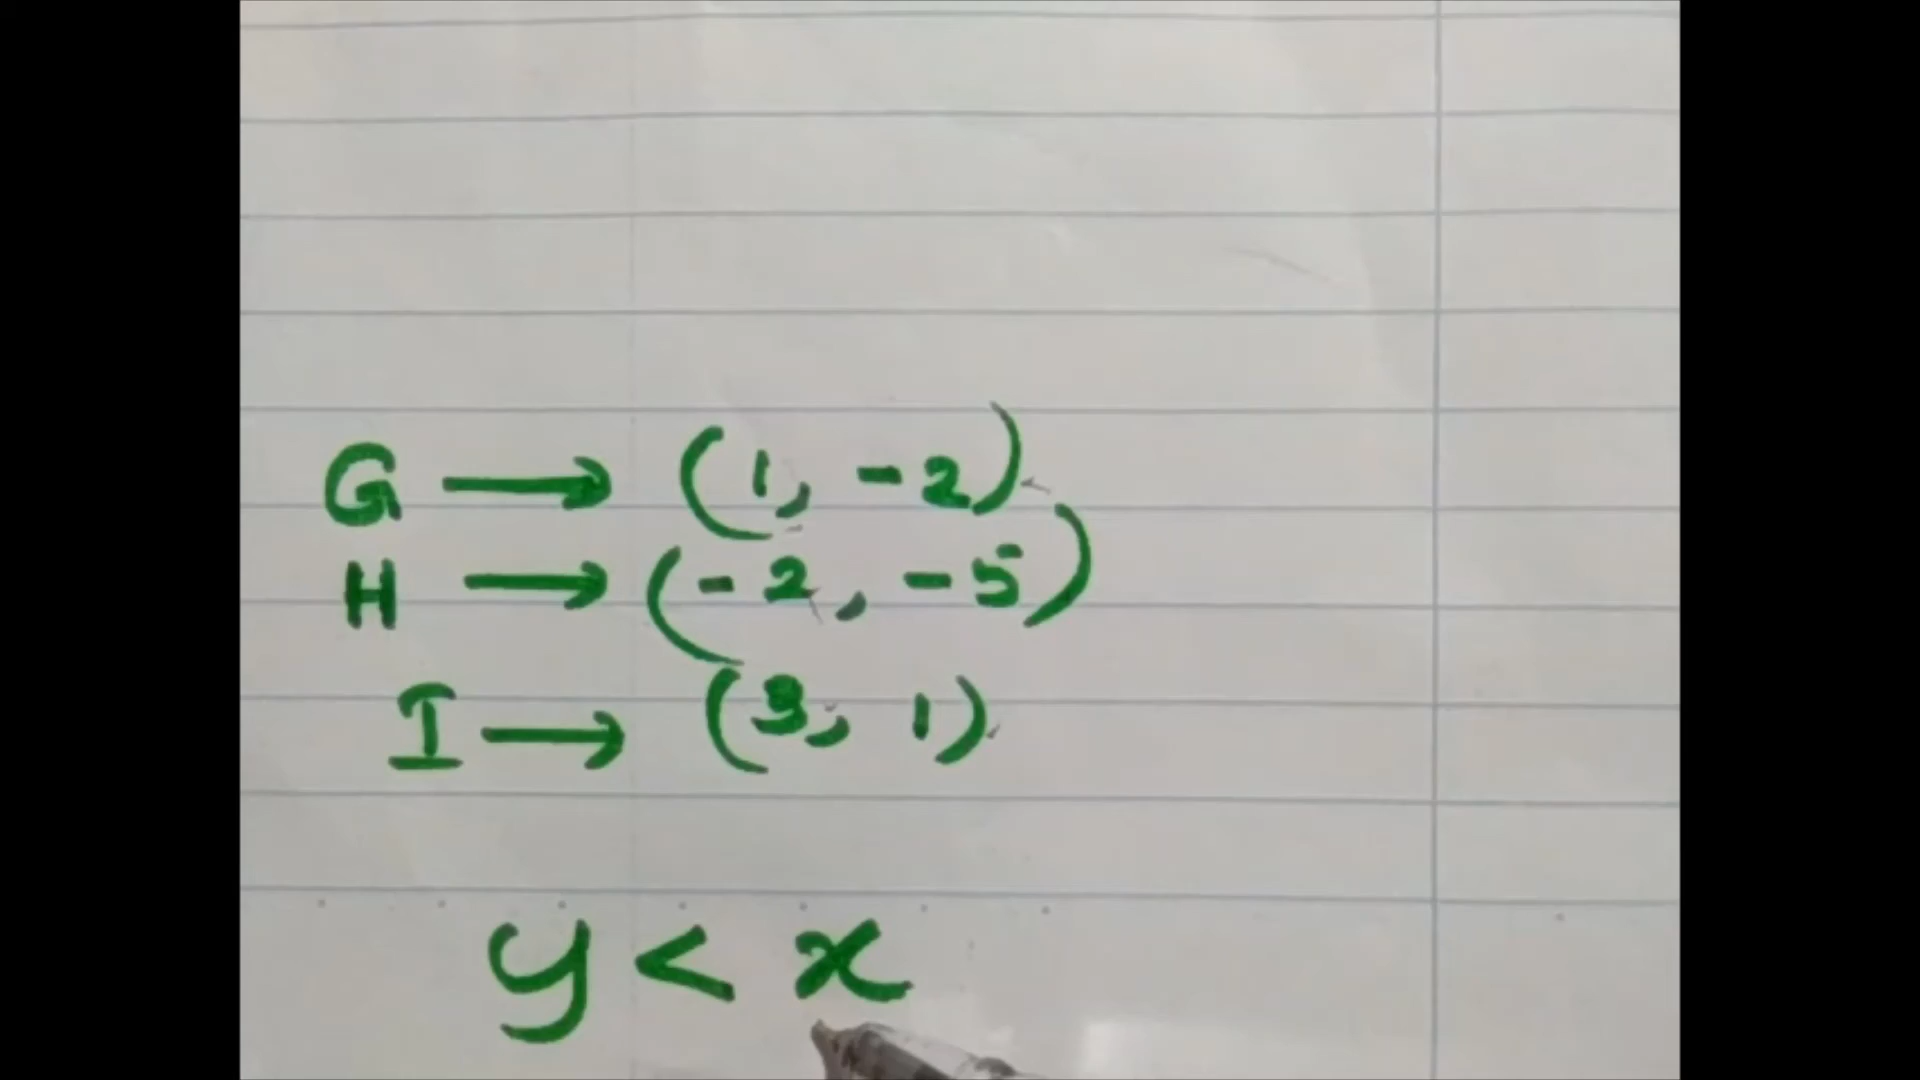 G → (1, -2)
H → (-2, -5)
I → (3, 1)
y < x